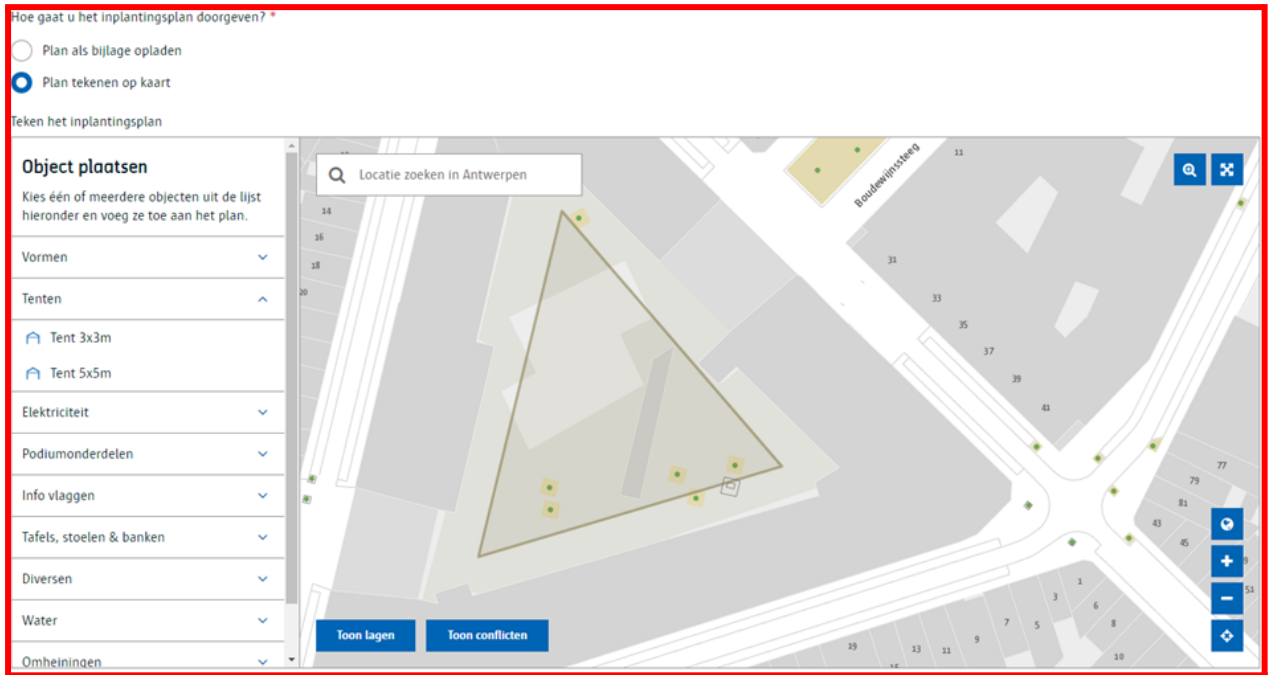 Hoe gaat u het inplantingsplan doorgeven? *
Plan als bijlage opladen
Plan tekenen op kaart
Teken het inplantingsplan
Object plaatsen
Kies één of meerdere objecten uit de lijst
hieronder en voeg ze toe aan het plan.
Vormen
Tenten
Tent 3x3m
Tent 5x5m
Elektriciteit
Podiumonderdelen
Info vlaggen
Tafels, stoelen & banken
Diversen
Water
Omheiningen
Locatie zoeken in Antwerpen
Boudewijnssteeg
11
14
16
18
20
31
33
35
37
39
41
77
79
81
43
45
51
1
3
6
5
8
7
9
10
11
13
19
Toon lagen
Toon conflicten